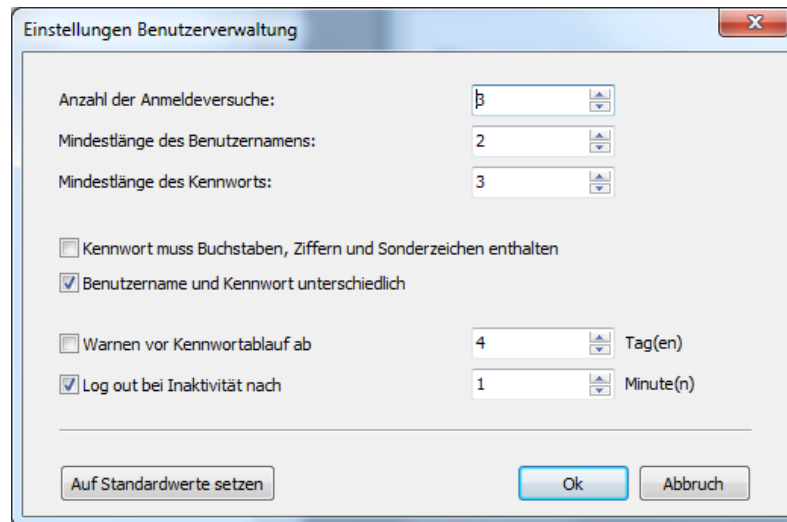 Einstellungen Benutzerverwaltung
Anzahl der Anmeldeversuche: 3
Mindestlänge des Benutzernamens: 2
Mindestlänge des Kennworts: 3
Kennwort muss Buchstaben, Ziffern und Sonderzeichen enthalten
Benutzername und Kennwort unterschiedlich
Warnen vor Kennwortablauf ab 4 Tag(en)
Log out bei Inaktivität nach 1 Minute(n)
Auf Standardwerte setzen Ok Abbruch